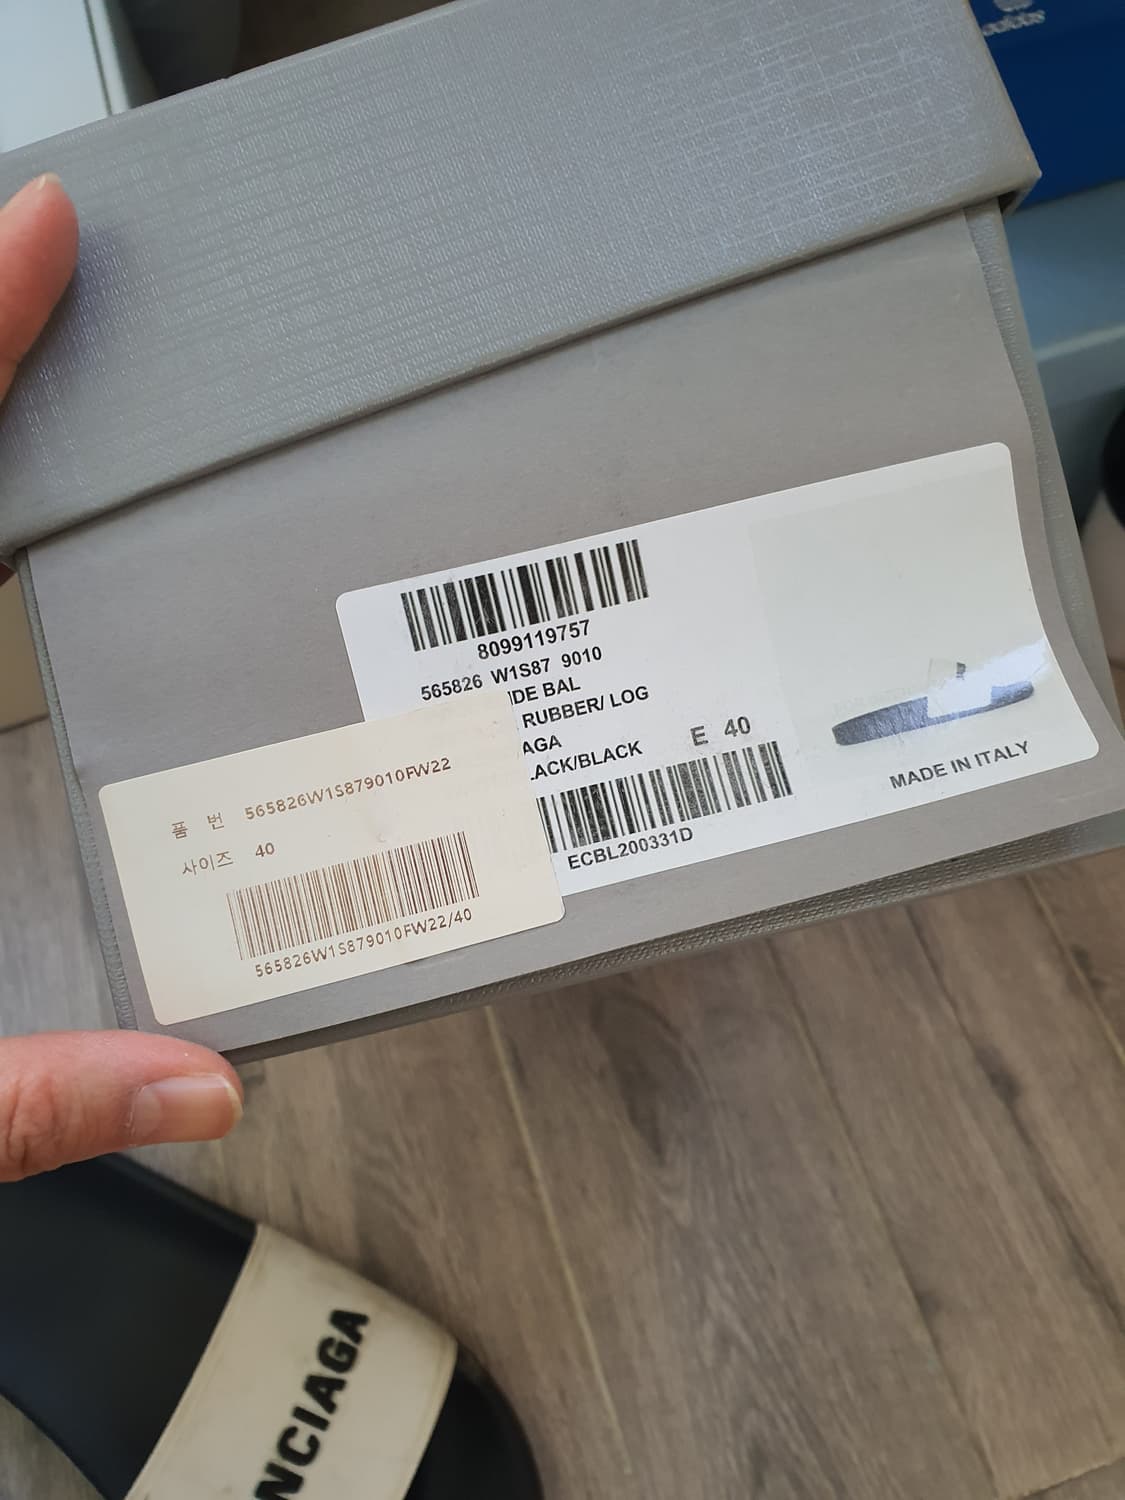 8099119757
565826 W1S87 9010
IDE BAL
RUBBER/ LOG
AGA
LACK/BLACK
E 40
ECBL200331D
MADE IN ITALY
품 번 565826W1S879010FW22
사이즈 40
565826W1S879010FW22/40
NCIAGA